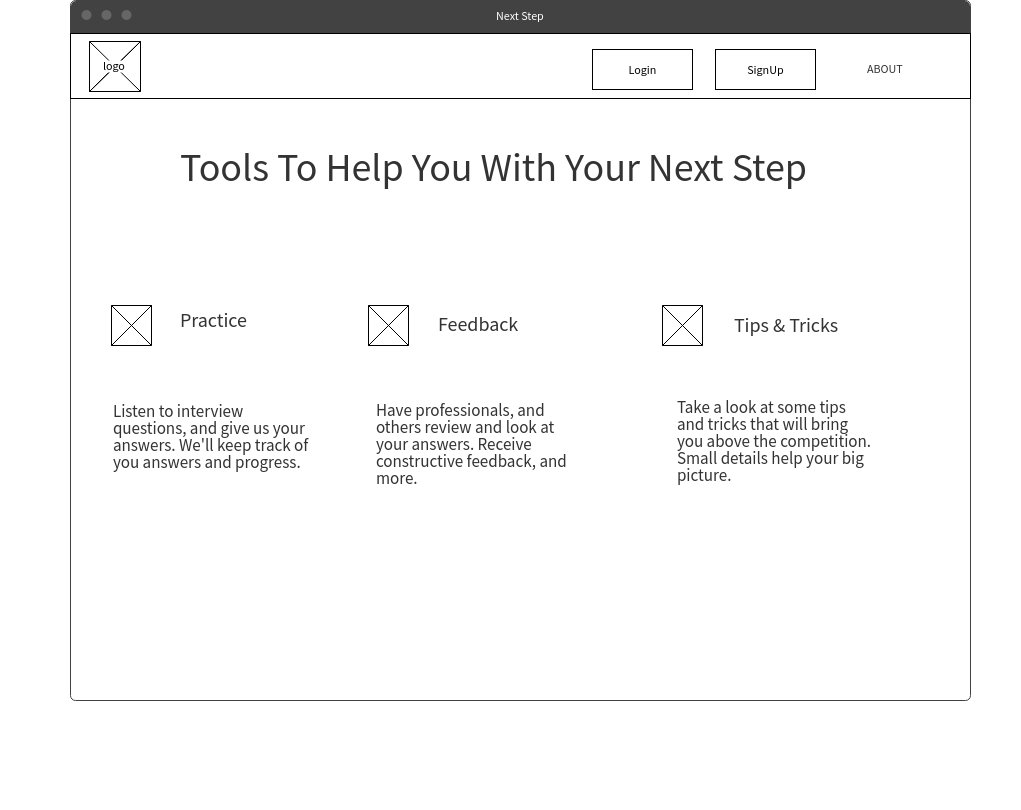 Next Step
logo
Login
SignUp
ABOUT
Tools To Help You With Your Next Step
Practice
Feedback
Tips & Tricks
Listen to interview
questions, and give us your
answers. We'll keep track of
you answers and progress.
Have professionals, and
others review and look at
your answers. Receive
constructive feedback, and
more.
Take a look at some tips
and tricks that will bring
you above the competition.
Small details help your big
picture.